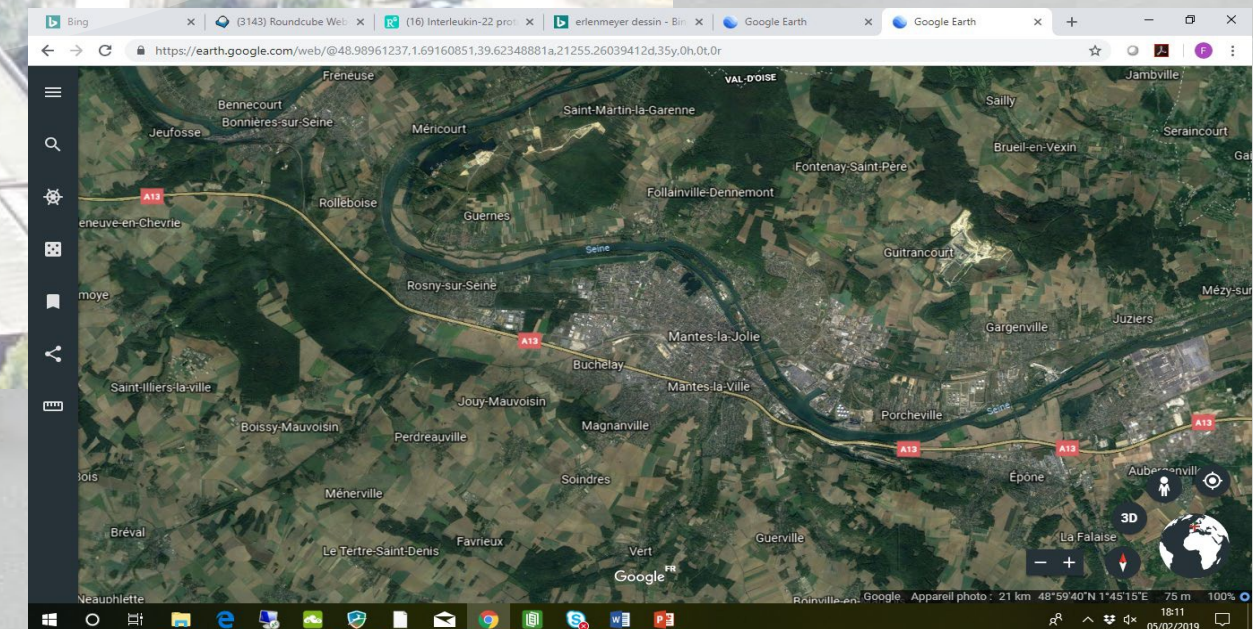 Bing
(3143) Roundcube Web
(16) Interleukin-22 prot
erlenmeyer dessin - Bin
Google Earth
Google Earth
https://earth.google.com/web/@48.98961237,1.69160851,39.62348881a,21255.26039412d,35y,0h,0t,0r
F
Freneuse
VAL-D'OISE
Jambville
Bennecourt
Saint-Martin-la-Garenne
Sailly
Bonnières-sur-Seine
Jeufosse
Méricourt
Seraincourt
Brueil-en-Vexin
Gai
Fontenay-Saint-Père
A13
Follainville-Dennemont
Rolleboise
Guernes
eneuve-en-Chevrie
Seine
Guitrancourt
Rosny-sur-Seine
Mézy-sur
moye
Juziers
Gargenville
A13
Mantes-la-Jolie
Buchelay
Saint-Illiers-la-ville
Mantes-la-Ville
Jouy-Mauvoisin
Seine
Porcheville
Boissy-Mauvoisin
Magnanville
A13
Perdreauville
A13
A13
Aubergenville
Bois
Soindres
Épône
Ménerville
3D
Bréval
Guerville
La Falaise
Favrieux
Le Tertre-Saint-Denis
Vert
Google FR
Neauphlette
Boinville-en-
Google Appareil photo : 21 km 48°59'40"N 1°45'15"E 75 m 100%
18:11
05/02/2019